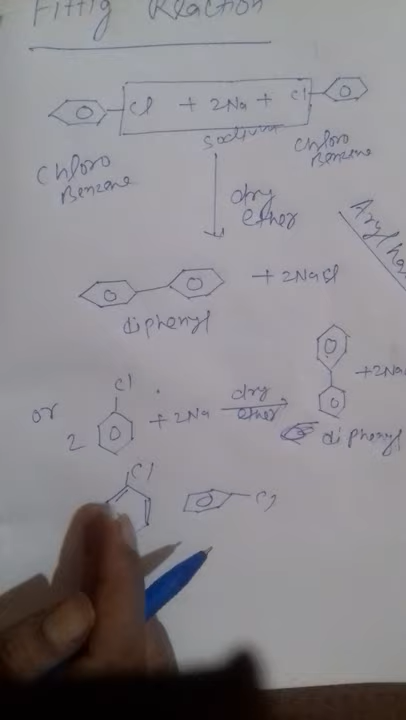 Fittig Reaction
Cl + 2Na + Cl
Sodium
Chloro
Benzene
Chloro
Benzene
dry
ether
+ 2NaCl
diphenyl
or
2
Cl
+ 2Na
dry
ether
+ 2Na
diphenyl
Cl
Cl